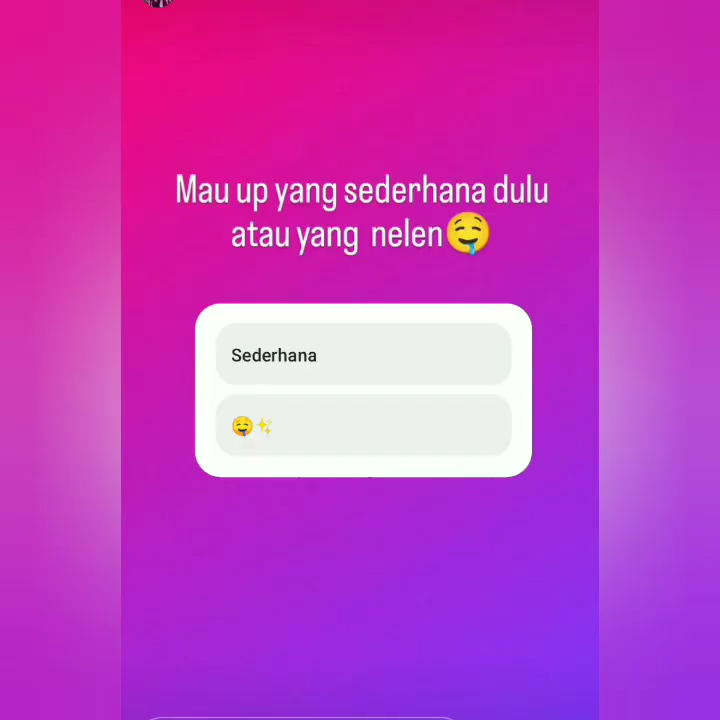 Mau up yang sederhana dulu
atau yang nelen🤤
Sederhana
🤤✨